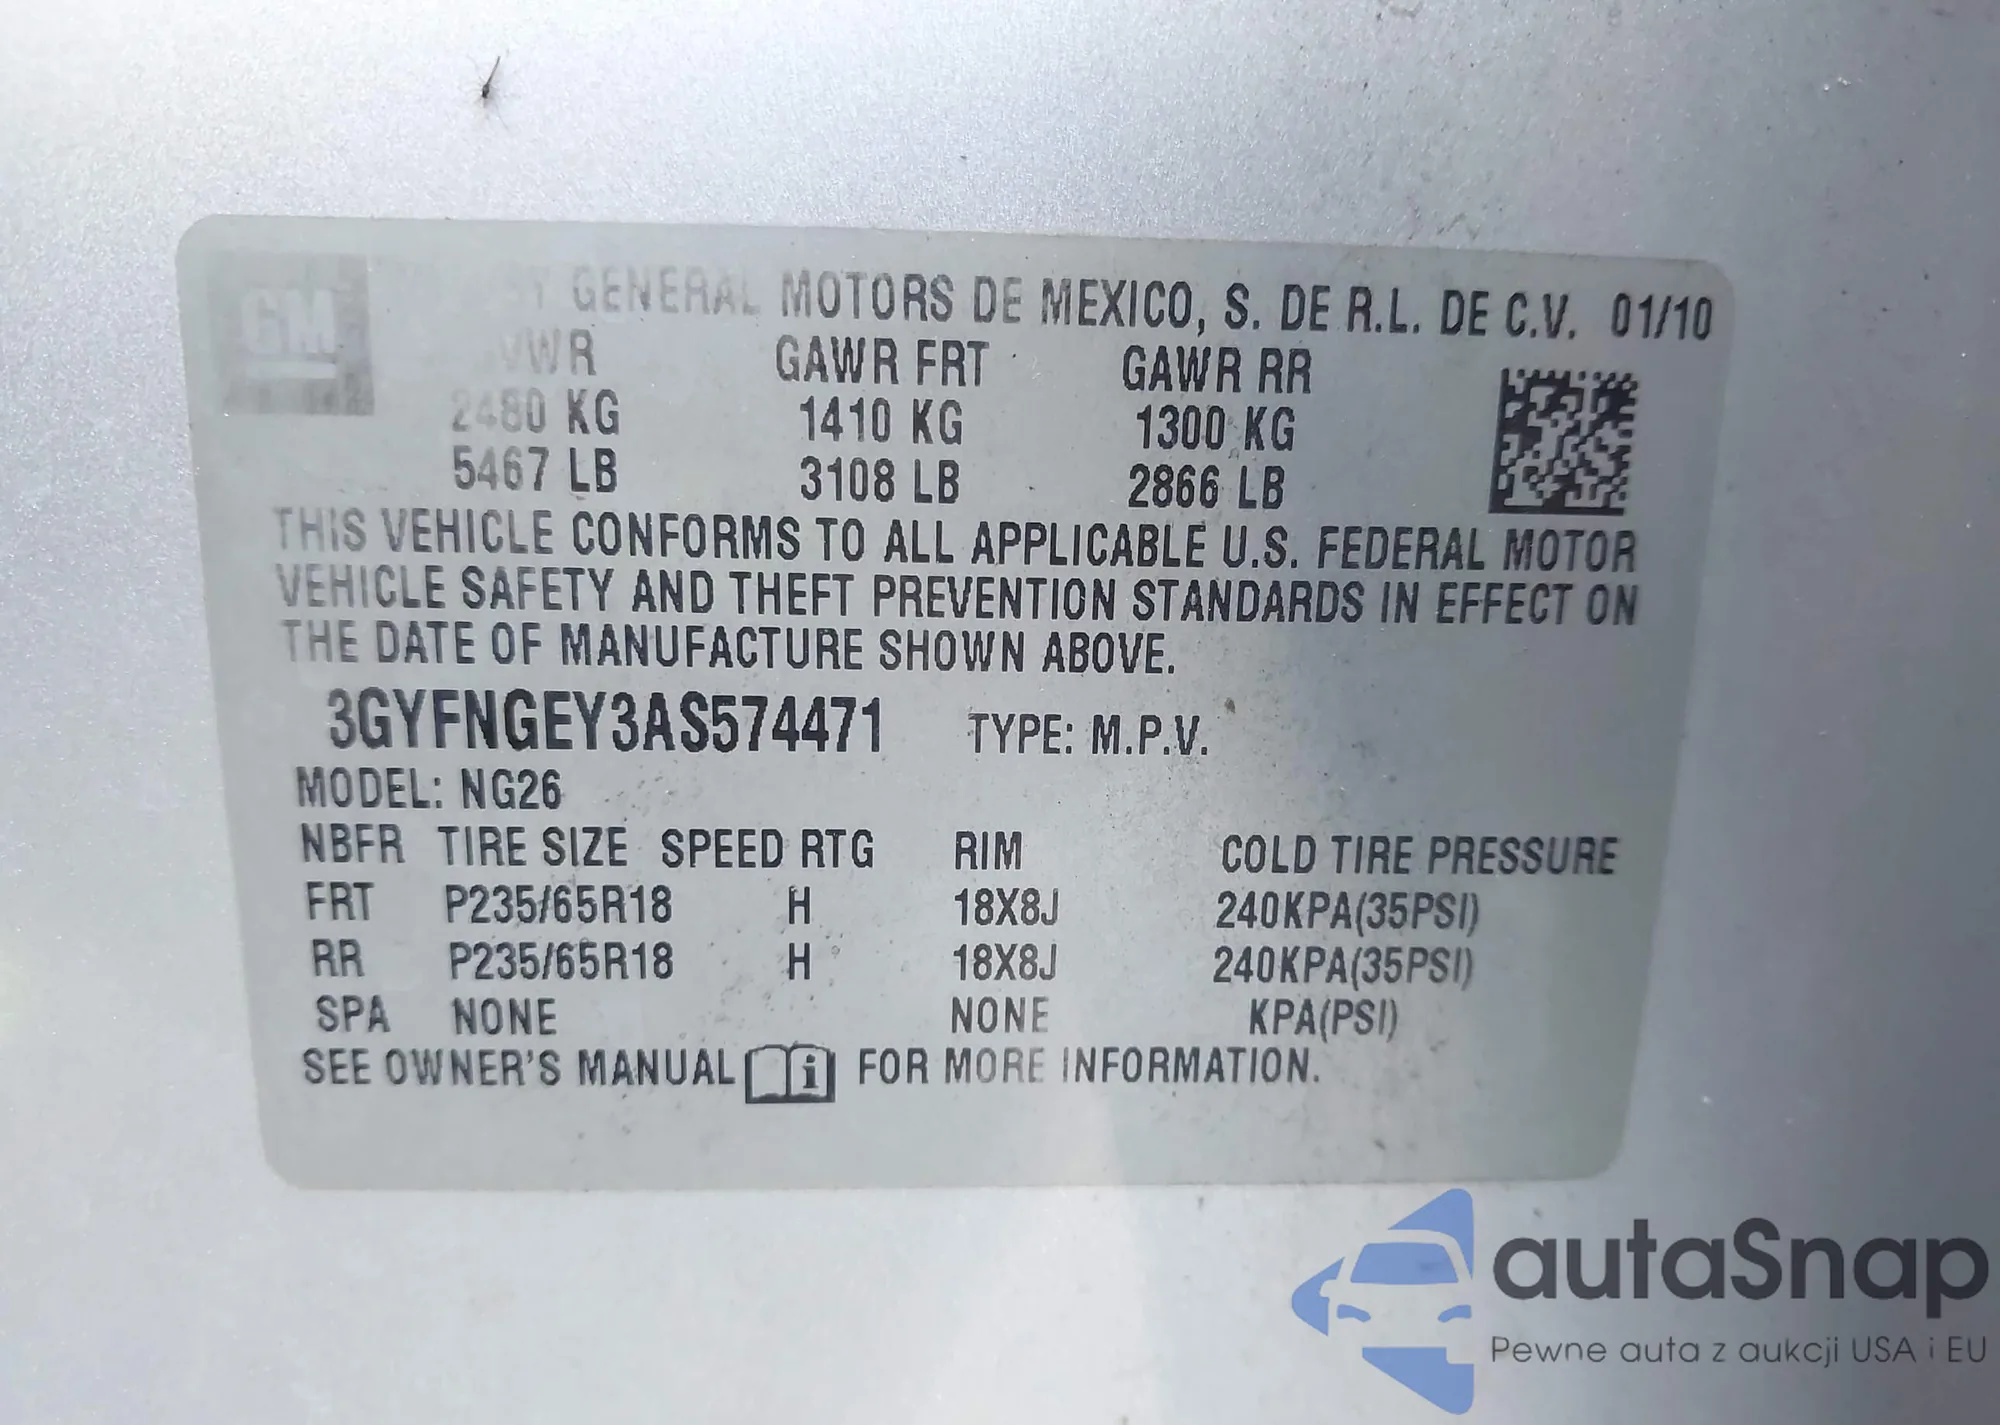 GM
BY GENERAL MOTORS DE MEXICO, S. DE R.L. DE C.V. 01/10
GVWR GAWR FRT GAWR RR
2480 KG 1410 KG 1300 KG
5467 LB 3108 LB 2866 LB
THIS VEHICLE CONFORMS TO ALL APPLICABLE U.S. FEDERAL MOTOR
VEHICLE SAFETY AND THEFT PREVENTION STANDARDS IN EFFECT ON
THE DATE OF MANUFACTURE SHOWN ABOVE.
3GYFNGEY3AS574471 TYPE: M.P.V.
MODEL: NG26
NBFR TIRE SIZE SPEED RTG RIM COLD TIRE PRESSURE
FRT P235/65R18 H 18X8J 240KPA(35PSI)
RR P235/65R18 H 18X8J 240KPA(35PSI)
SPA NONE NONE KPA(PSI)
SEE OWNER'S MANUAL i FOR MORE INFORMATION.
autaSnap
Pewne auta z aukcji USA i EU